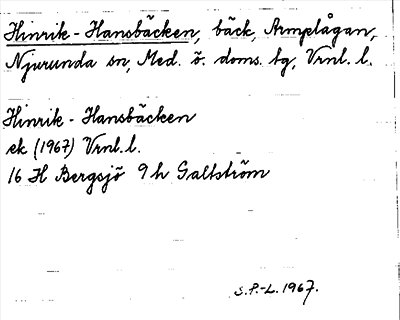 Hinrik-Hansbäcken, bäck, Armplågan,
Njurunda sn, Med. ö. doms. tg, Vrnl. l.
Hinrik-Hansbäcken
ek (1967) Vrnl. l.
16 H Bergsjö 9 h Galtström
S.P.-L. 1967.